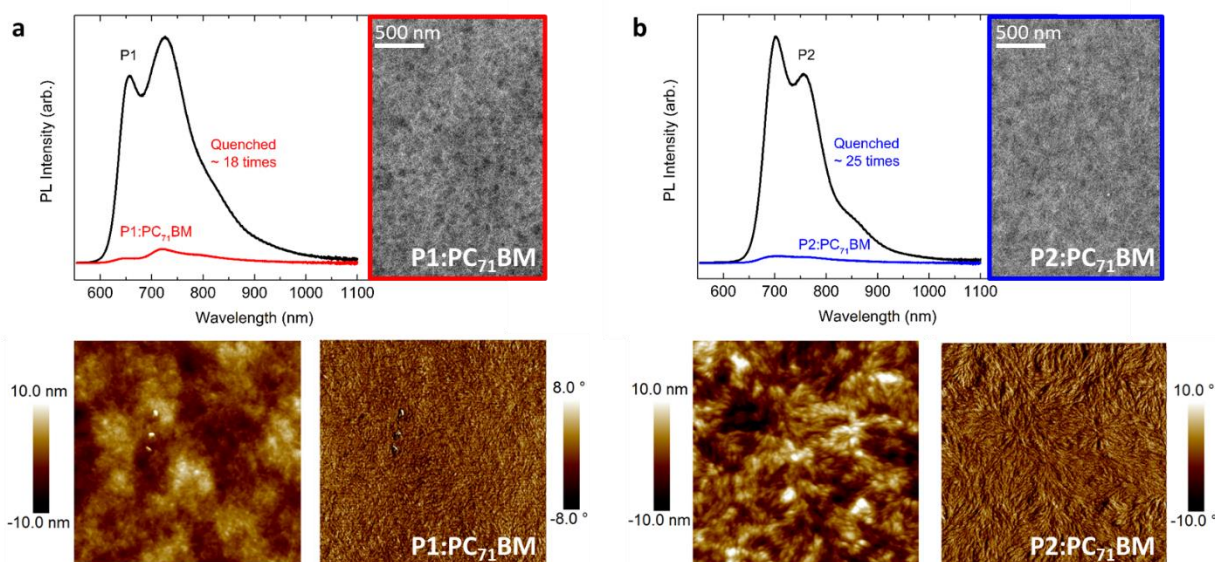 a
PL Intensity (arb.)
P1
Quenched
~ 18 times
P1:PC₇₁BM
600 700 800 900 1000 1100
Wavelength (nm)
500 nm
P1:PC₇₁BM
10.0 nm
-10.0 nm
8.0 °
-8.0 °
P1:PC₇₁BM
b
PL Intensity (arb.)
P2
Quenched
~ 25 times
P2:PC₇₁BM
600 700 800 900 1000 1100
Wavelength (nm)
500 nm
P2:PC₇₁BM
10.0 nm
-10.0 nm
10.0 °
-10.0 °
P2:PC₇₁BM